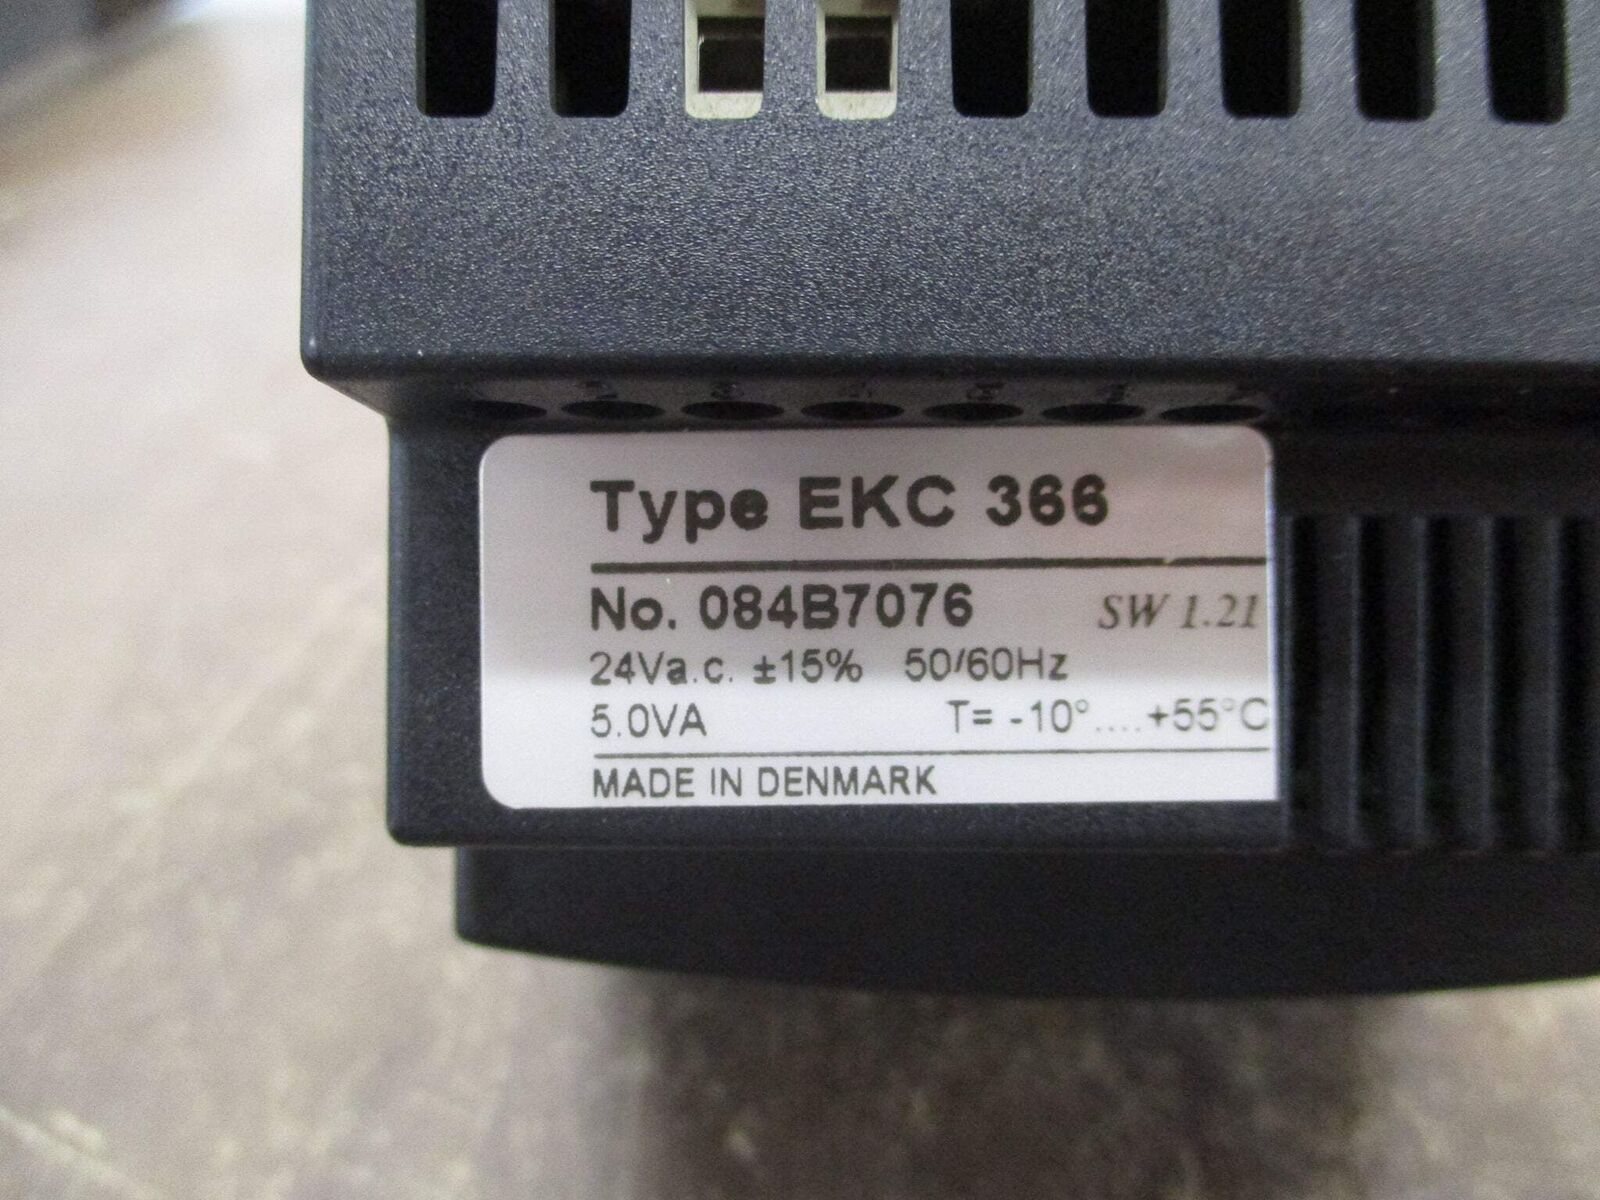 Type EKC 366
No. 084B7076 SW 1.21
24Va.c. ±15% 50/60Hz
5.0VA T= -10°....+55°C
MADE IN DENMARK